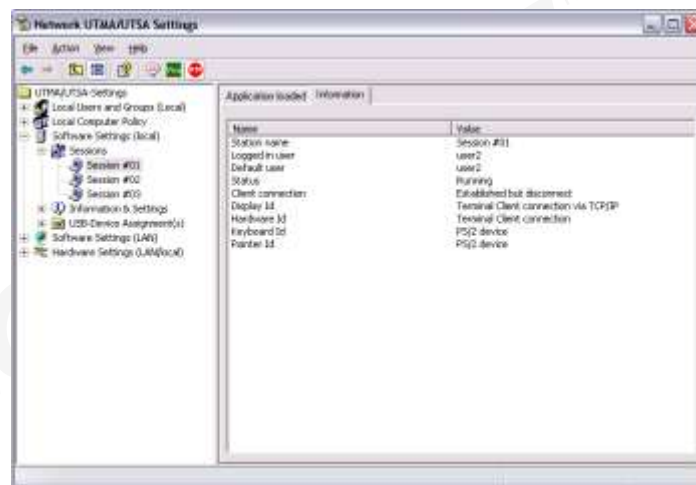 Network UTMA/UTSA Settings
File Action View Help
UTMA/UTSA-Settings
Local Users and Groups (Local)
Local Computer Policy
Software Settings (local)
Sessions
Session #01
Session #02
Session #03
Information & Settings
USB-Device Assignment(s)
Software Settings (LAN)
Hardware Settings (LAN/local)
Application loaded Information
Name Value
Station name Session #01
Logged in user user2
Default user user2
Status Running
Client connection Established but disconnect
Display Id Terminal Client connection via TCP/IP
Hardware Id Terminal Client connection
Keyboard Id PS/2 device
Pointer Id PS/2 device